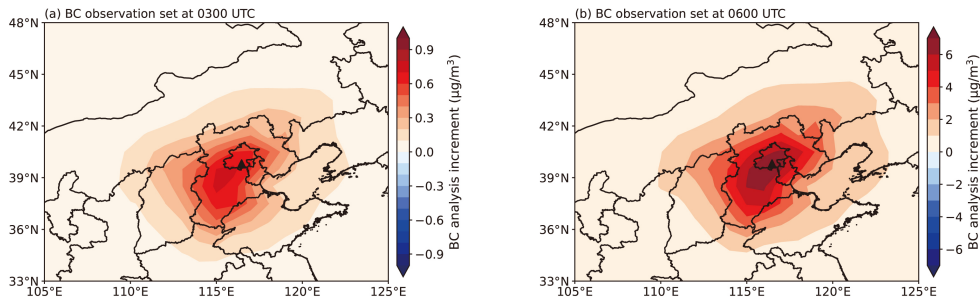 (a) BC observation set at 0300 UTC
48°N
45°N
42°N
39°N
36°N
33°N
105°E
110°E
115°E
120°E
125°E
0.9
0.6
0.3
0.0
−0.3
−0.6
−0.9
BC analysis increment (μg/m³)
(b) BC observation set at 0600 UTC
48°N
45°N
42°N
39°N
36°N
33°N
105°E
110°E
115°E
120°E
125°E
6
4
2
0
−2
−4
−6
BC analysis increment (μg/m³)